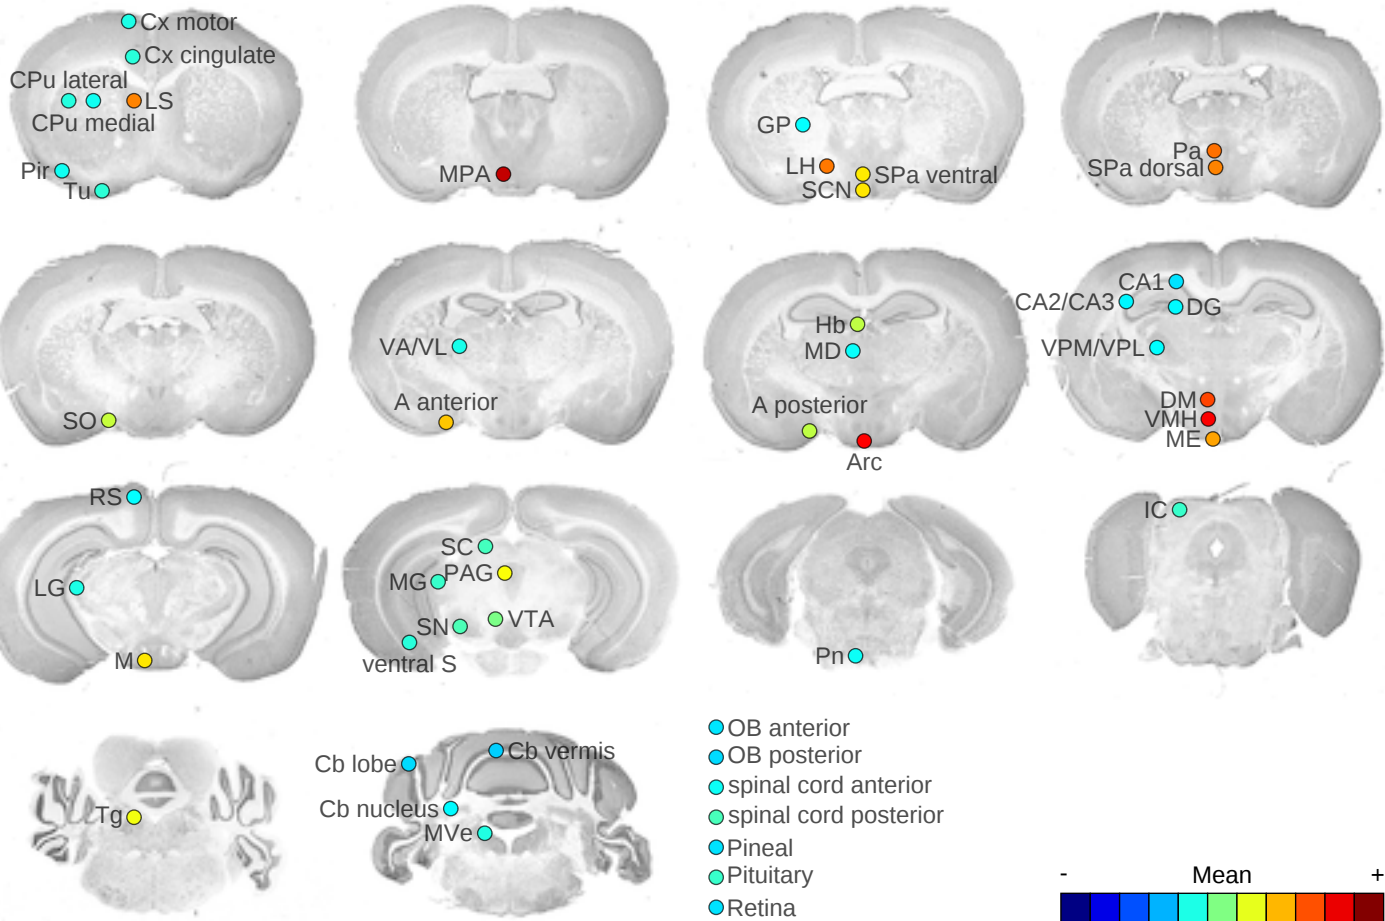 Cx motor
Cx cingulate
CPu lateral
LS
CPu medial
Pir
Tu
MPA
GP
LH
SPa ventral
SCN
Pa
SPa dorsal
SO
VA/VL
A anterior
Hb
MD
A posterior
Arc
CA1
CA2/CA3
DG
VPM/VPL
DM
VMH
ME
RS
LG
M
SC
PAG
MG
VTA
SN
ventral S
Pn
IC
Tg
Cb vermis
Cb lobe
Cb nucleus
MVe
OB anterior
OB posterior
spinal cord anterior
spinal cord posterior
Pineal
Pituitary
Retina
- Mean +